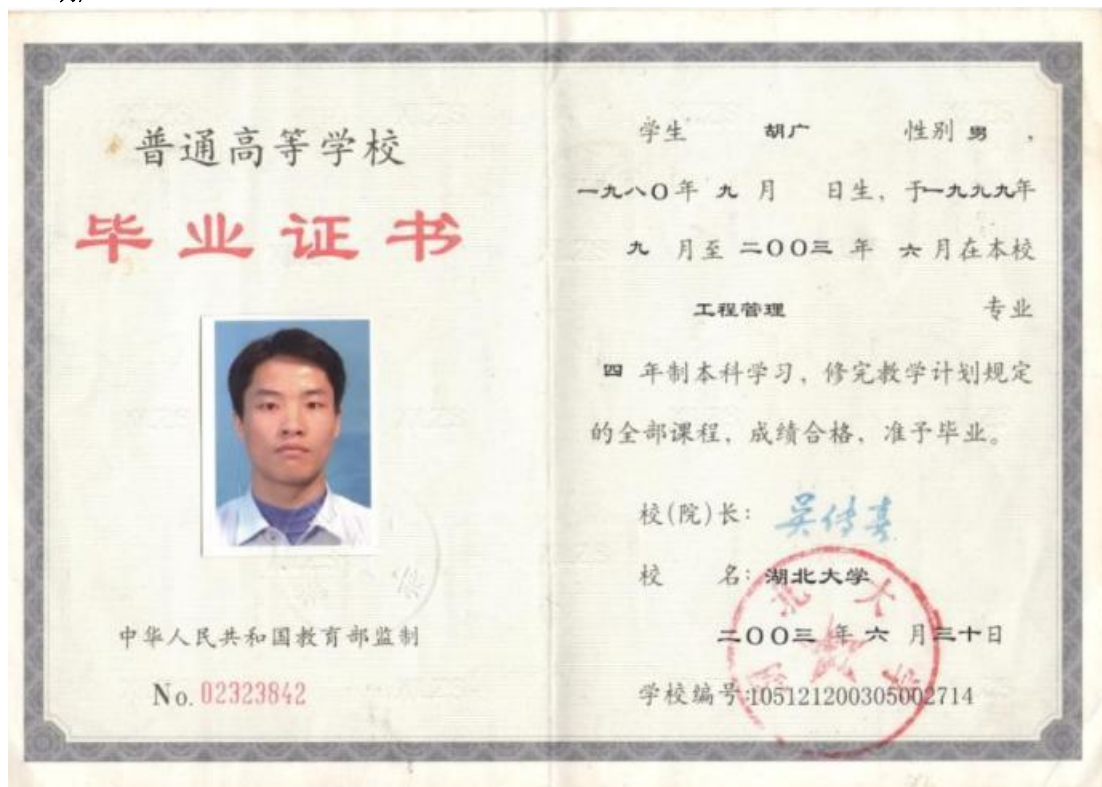 普通高等学校
毕业证书
中华人民共和国教育部监制
No. 02323842
学生 胡广 性别 男 ,
一九八〇年 九 月 日生, 于一九九九年
九 月至 二〇〇三 年 六 月在本校
工程管理 专业
四 年制本科学习, 修完教学计划规定
的全部课程, 成绩合格, 准予毕业。
校(院)长: 吴传喜
校 名: 湖北大学
二〇〇三 年 六 月三十日
学校编号:105121200305002714